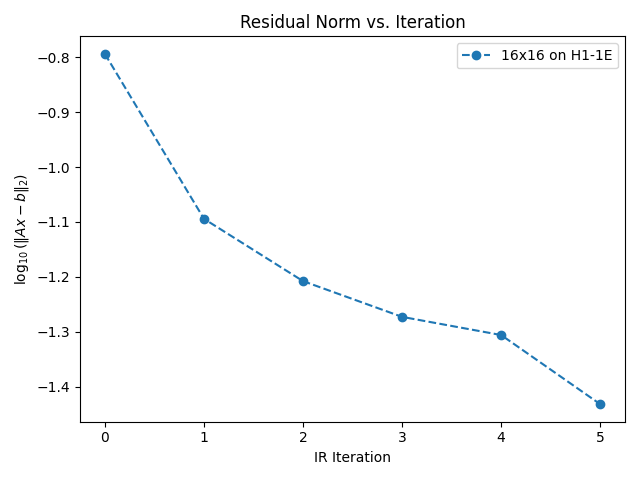 Residual Norm vs. Iteration
16x16 on H1-1E
log₁₀(‖Ax − b‖₂)
−0.8
−0.9
−1.0
−1.1
−1.2
−1.3
−1.4
0 1 2 3 4 5
IR Iteration